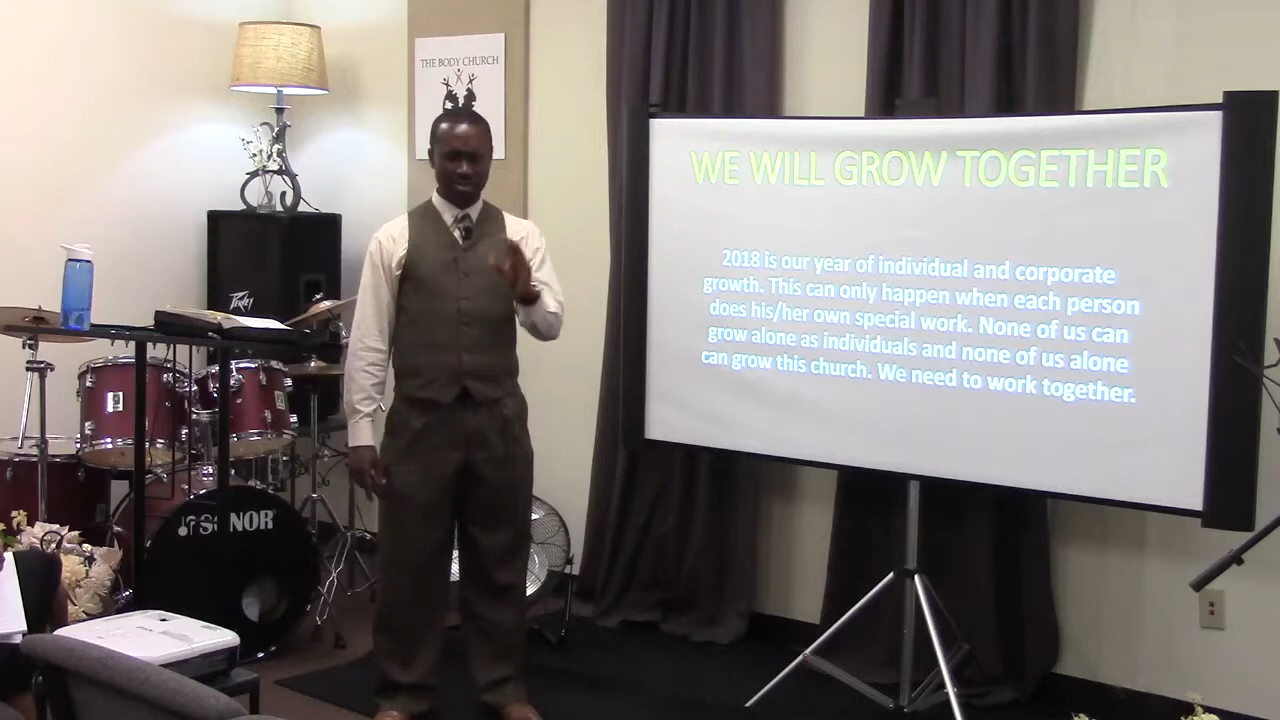 THE BODY CHURCH
WE WILL GROW TOGETHER
2018 is our year of individual and corporate
growth. This can only happen when each person
does his/her own special work. None of us can
grow alone as individuals and none of us alone
can grow this church. We need to work together.
Peavey
SONOR